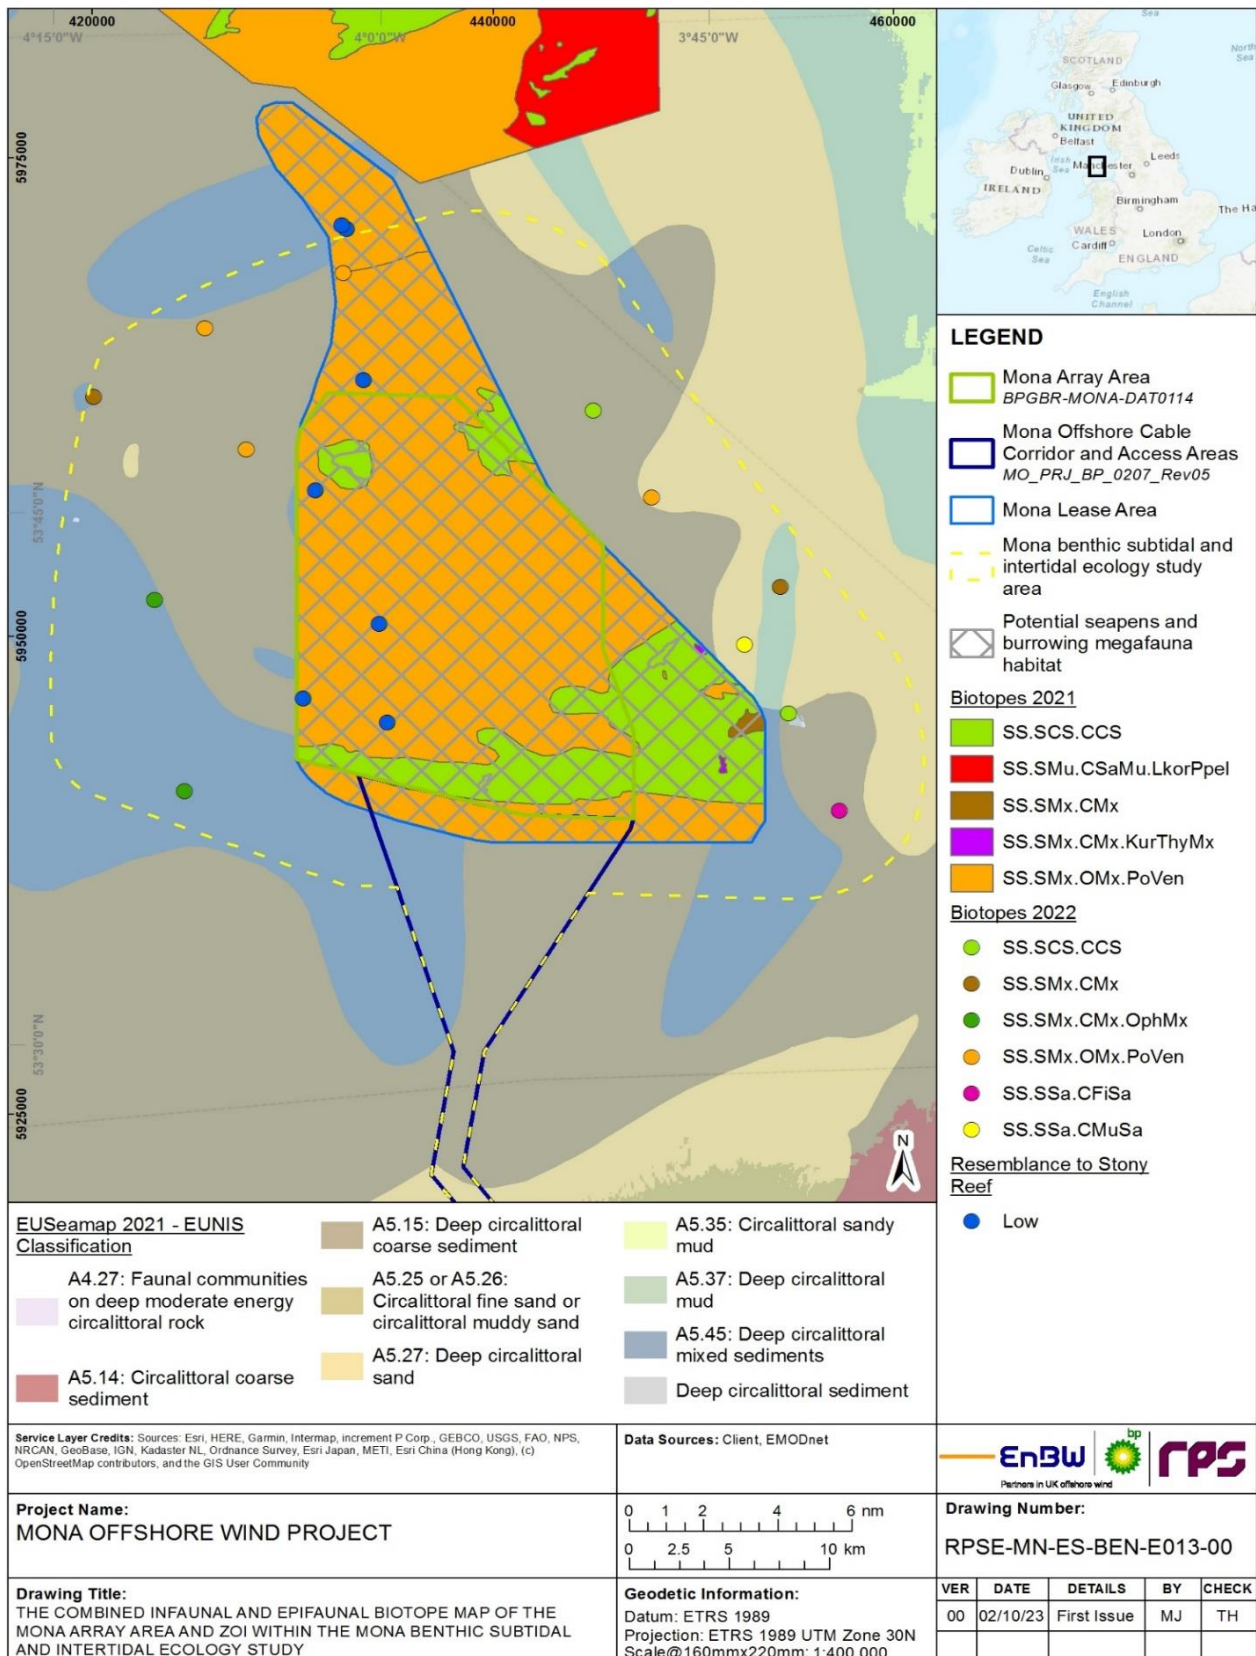 420000
440000
460000
4°15'0"W
4°0'0"W
3°45'0"W
5975000
53°45'0"N
5950000
53°30'0"N
5925000
N
Sea
SCOTLAND
North
Sea
Glasgow
Edinburgh
UNITED
KINGDOM
Belfast
Irish
Sea
Manchester
Leeds
Dublin
IRELAND
Birmingham
The Ha
WALES
London
Cardiff
ENGLAND
Celtic
Sea
English
Channel
LEGEND
Mona Array Area
BPGBR-MONA-DAT0114
Mona Offshore Cable
Corridor and Access Areas
MO_PRJ_BP_0207_Rev05
Mona Lease Area
Mona benthic subtidal and
intertidal ecology study
area
Potential seapens and
burrowing megafauna
habitat
Biotopes 2021
SS.SCS.CCS
SS.SMu.CSaMu.LkorPpel
SS.SMx.CMx
SS.SMx.CMx.KurThyMx
SS.SMx.OMx.PoVen
Biotopes 2022
SS.SCS.CCS
SS.SMx.CMx
SS.SMx.CMx.OphMx
SS.SMx.OMx.PoVen
SS.SSa.CFiSa
SS.SSa.CMuSa
Resemblance to Stony
Reef
Low
EUSeamap 2021 - EUNIS
Classification
A4.27: Faunal communities
on deep moderate energy
circalittoral rock
A5.14: Circalittoral coarse
sediment
A5.15: Deep circalittoral
coarse sediment
A5.25 or A5.26:
Circalittoral fine sand or
circalittoral muddy sand
A5.27: Deep circalittoral
sand
A5.35: Circalittoral sandy
mud
A5.37: Deep circalittoral
mud
A5.45: Deep circalittoral
mixed sediments
Deep circalittoral sediment
Service Layer Credits: Sources: Esri, HERE, Garmin, Intermap, increment P Corp., GEBCO, USGS, FAO, NPS,
NRCAN, GeoBase, IGN, Kadaster NL, Ordnance Survey, Esri Japan, METI, Esri China (Hong Kong), (c)
OpenStreetMap contributors, and the GIS User Community
Data Sources: Client, EMODnet
EnBW
Partners in UK offshore wind
bp
rps
Project Name:
MONA OFFSHORE WIND PROJECT
0 1 2 4 6 nm
0 2.5 5 10 km
Drawing Number:
RPSE-MN-ES-BEN-E013-00
Drawing Title:
THE COMBINED INFAUNAL AND EPIFAUNAL BIOTOPE MAP OF THE
MONA ARRAY AREA AND ZOI WITHIN THE MONA BENTHIC SUBTIDAL
AND INTERTIDAL ECOLOGY STUDY
Geodetic Information:
Datum: ETRS 1989
Projection: ETRS 1989 UTM Zone 30N
Scale@160mmx220mm: 1:400,000
VER DATE DETAILS BY CHECK
00 02/10/23 First Issue MJ TH